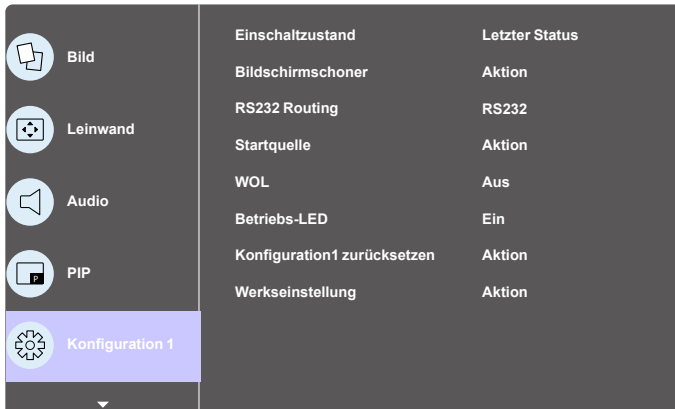 Bild
Leinwand
Audio
PIP
P
Konfiguration 1
Einschaltzustand Letzter Status
Bildschirmschoner Aktion
RS232 Routing RS232
Startquelle Aktion
WOL Aus
Betriebs-LED Ein
Konfiguration1 zurücksetzen Aktion
Werkseinstellung Aktion